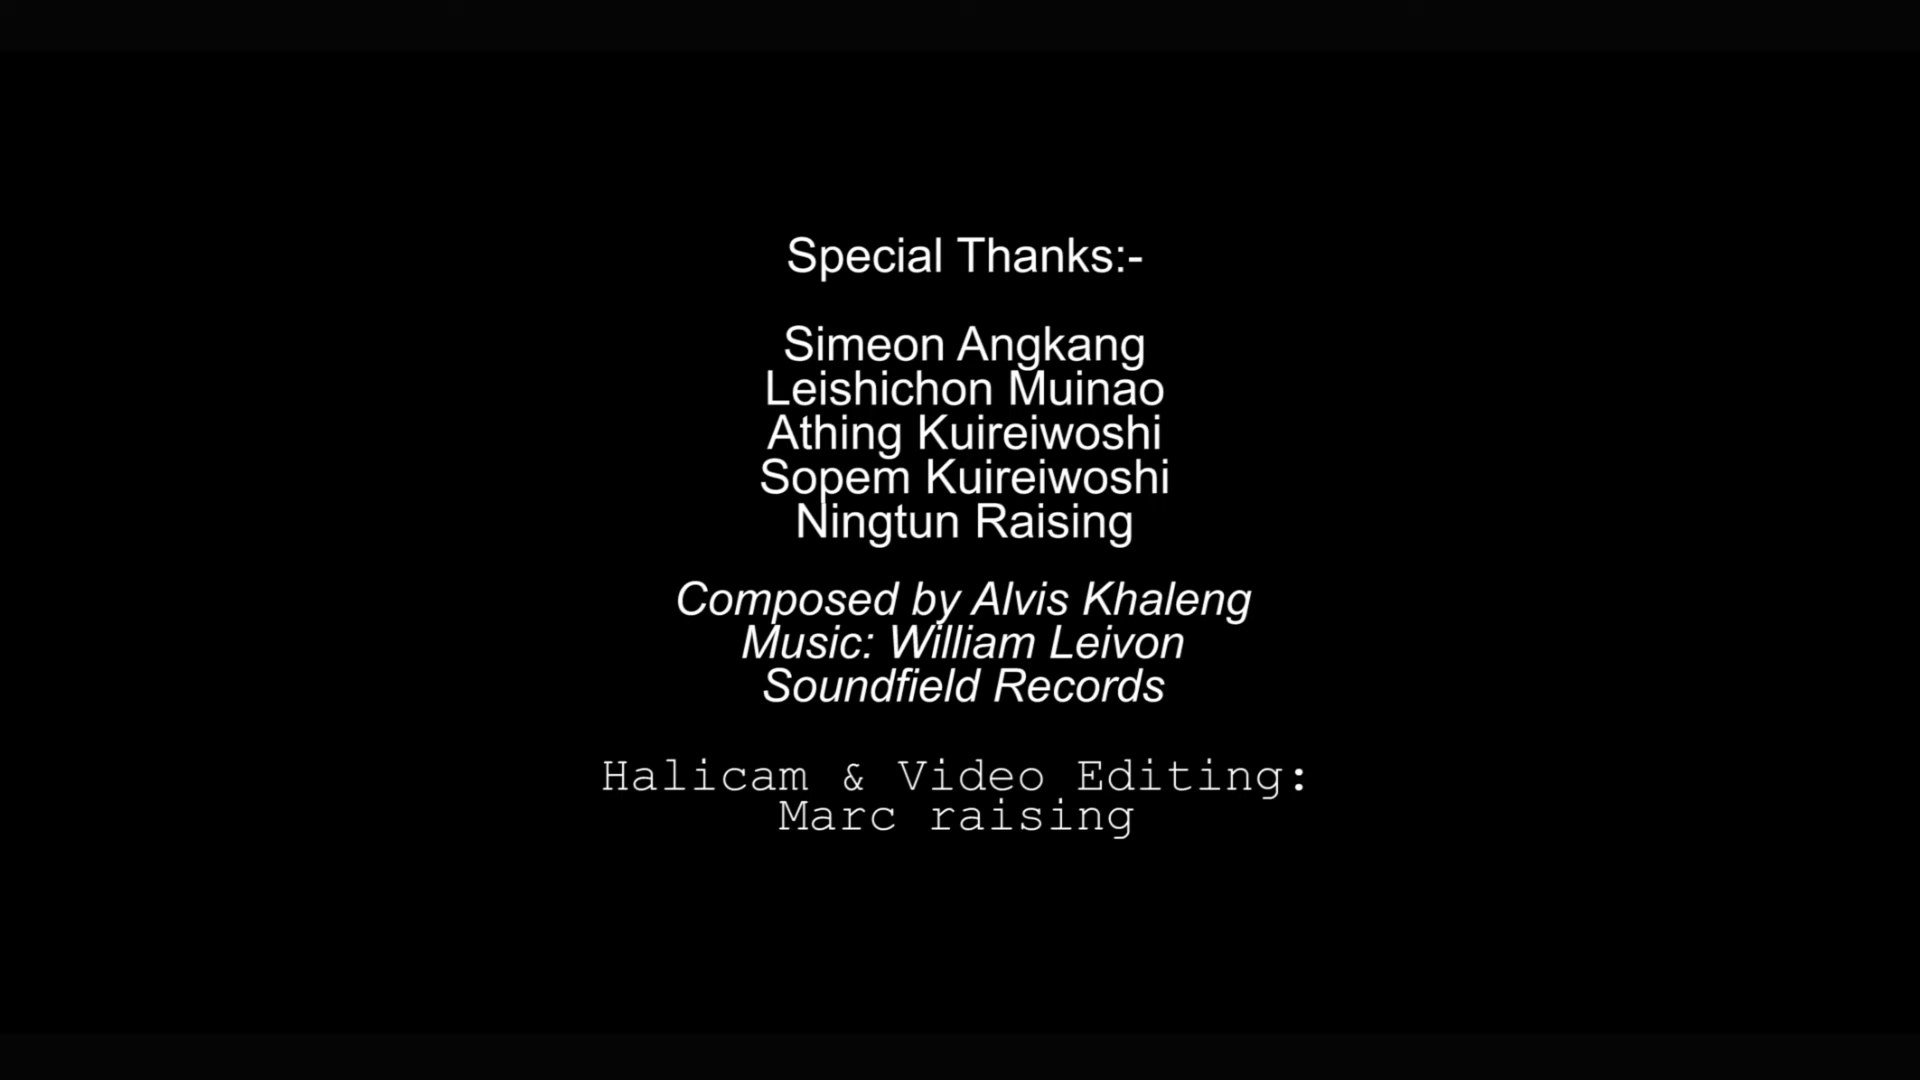 Special Thanks:-
Simeon Angkang
Leishichon Muinao
Athing Kuireiwoshi
Sopem Kuireiwoshi
Ningtun Raising
Composed by Alvis Khaleng
Music: William Leivon
Soundfield Records
Halicam & Video Editing:
Marc raising